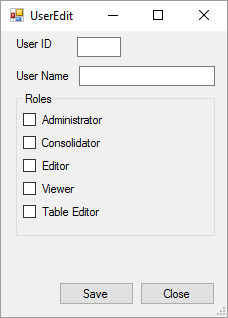 UserEdit
User ID
User Name
Roles
Administrator
Consolidator
Editor
Viewer
Table Editor
Save Close